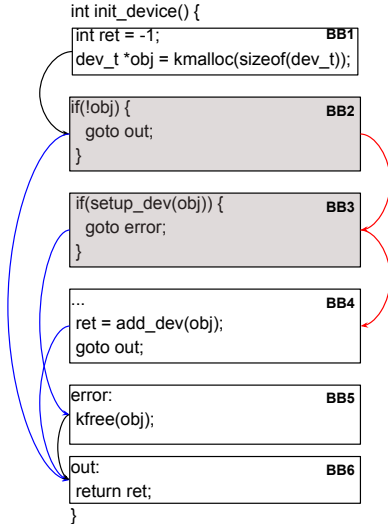 int init_device() {
int ret = -1; BB1
dev_t *obj = kmalloc(sizeof(dev_t));
if(!obj) { BB2
goto out;
}
if(setup_dev(obj)) { BB3
goto error;
}
... BB4
ret = add_dev(obj);
goto out;
error: BB5
kfree(obj);
out: BB6
return ret;
}